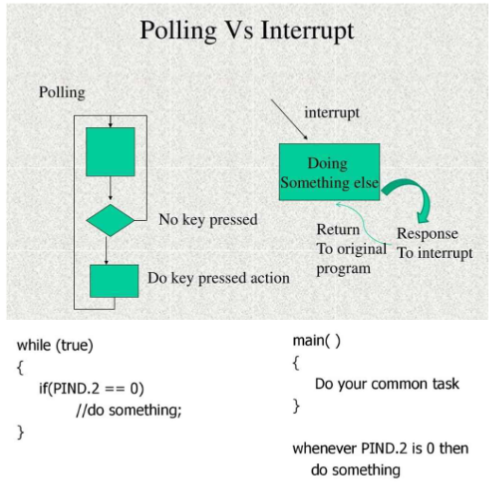 Polling Vs Interrupt
Polling
No key pressed
Do key pressed action
interrupt
Doing
Something else
Return
To original
program
Response
To interrupt
while (true)
{
if(PIND.2 == 0)
//do something;
}
main( )
{
Do your common task
}
whenever PIND.2 is 0 then
do something